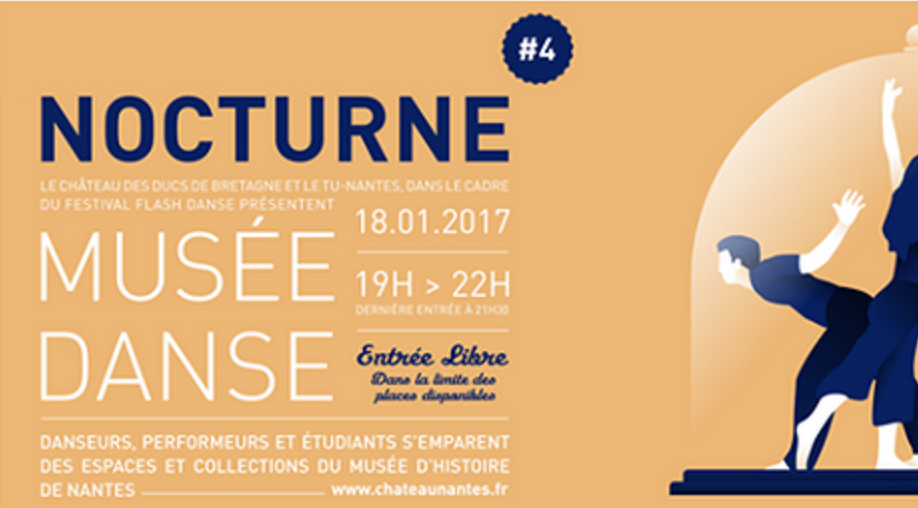 #4
NOCTURNE
LE CHÂTEAU DES DUCS DE BRETAGNE ET LE TU-NANTES, DANS LE CADRE
DU FESTIVAL FLASH DANSE PRÉSENTENT
MUSÉE
DANSE
18.01.2017
19H > 22H
DERNIÈRE ENTRÉE À 21H30
Entrée Libre
Dans la limite des
places disponibles
DANSEURS, PERFORMEURS ET ÉTUDIANTS S'EMPARENT
DES ESPACES ET COLLECTIONS DU MUSÉE D'HISTOIRE
DE NANTES www.chateaunantes.fr